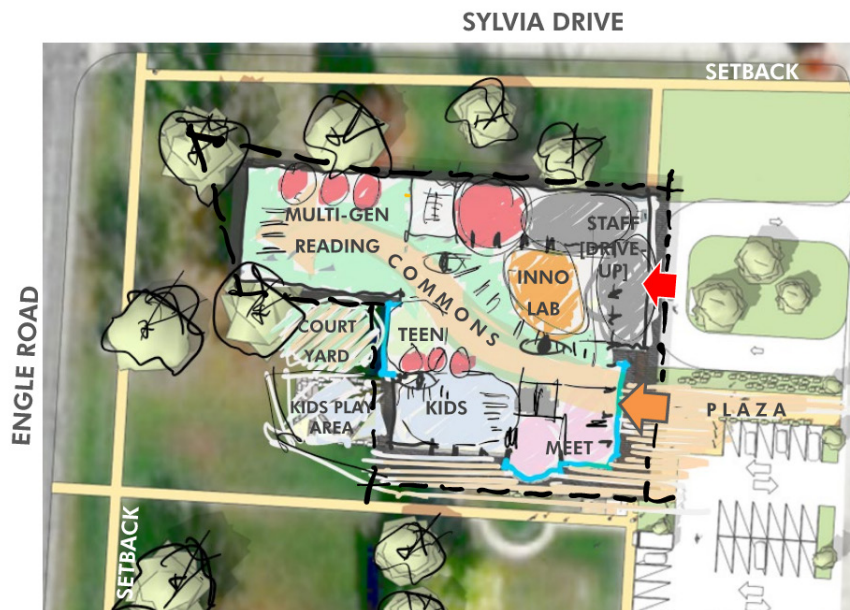 SYLVIA DRIVE
SETBACK
MULTI-GEN
READING
STAFF
[DRIVE-
UP]
COMMONS
INNO
LAB
ENGLE ROAD
COURT
YARD
TEEN
KIDS PLAY
AREA
KIDS
MEET
PLAZA
SETBACK